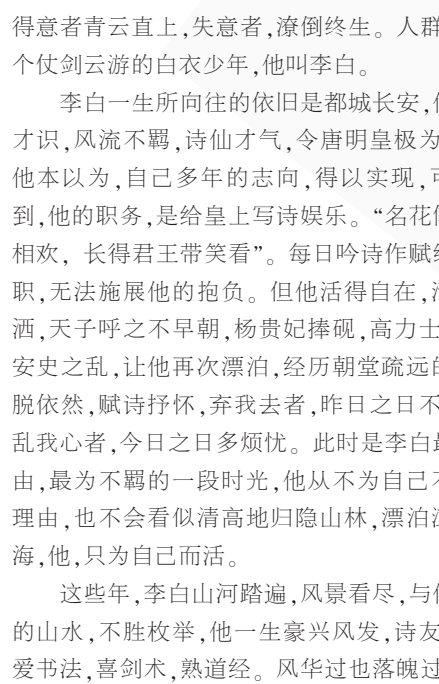 得意者青云直上,失意者,潦倒终生。人群
个仗剑云游的白衣少年,他叫李白。
李白一生所向往的依旧是都城长安,
才识,风流不羁,诗仙才气,令唐明皇极为
他本以为,自己多年的志向,得以实现,
到,他的职务,是给皇上写诗娱乐。“名花
相欢，长得君王带笑看”。每日吟诗作赋
职,无法施展他的抱负。但他活得自在,
洒,天子呼之不早朝,杨贵妃捧砚,高力士
安史之乱,让他再次漂泊,经历朝堂疏远
脱依然,赋诗抒怀,弃我去者,昨日之日不
乱我心者,今日之日多烦忧。此时是李白
由,最为不羁的一段时光,他从不为自己
理由,也不会看似清高地归隐山林,漂泊
海,他,只为自己而活。
这些年,李白山河踏遍,风景看尽,与
的山水,不胜枚举,他一生豪兴风发,诗友
爱书法,喜剑术,熟道经。风华过也落魄过